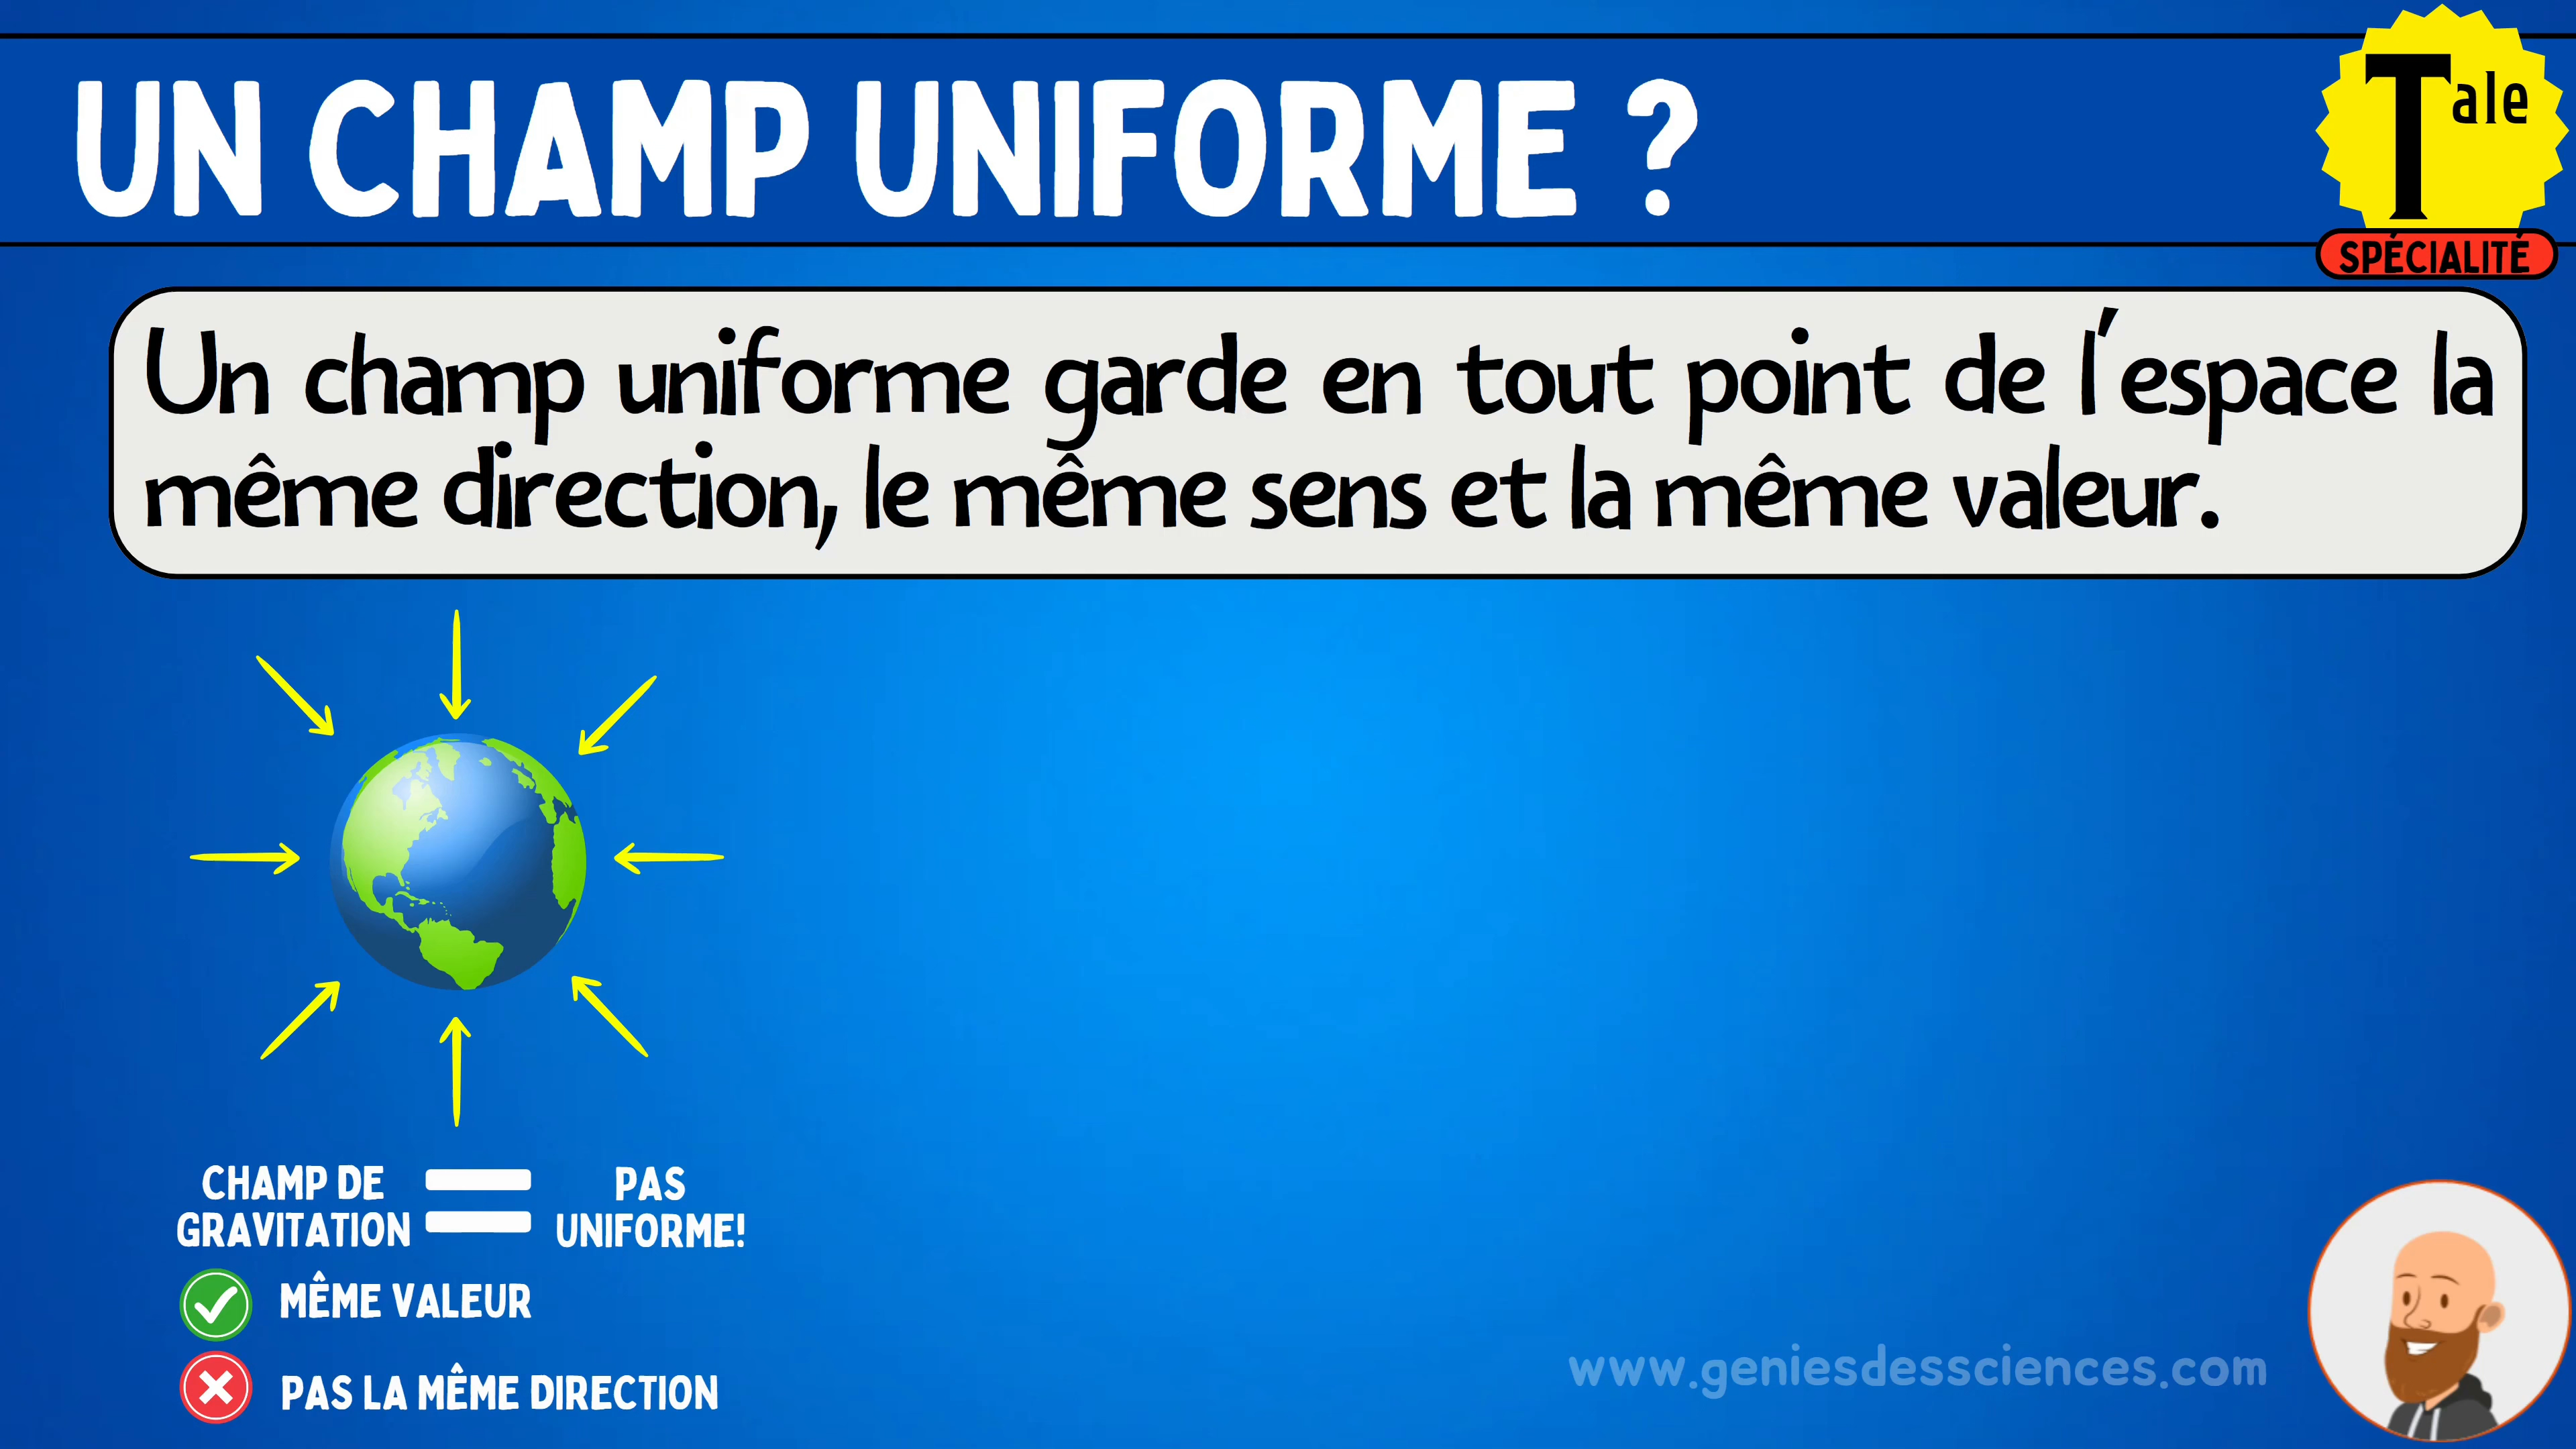 UN CHAMP UNIFORME ?
Tale
SPÉCIALITÉ
Un champ uniforme garde en tout point de l'espace la
même direction, le même sens et la même valeur.
CHAMP DE
GRAVITATION
=
PAS
UNIFORME!
MÊME VALEUR
PAS LA MÊME DIRECTION
www.geniesdessciences.com